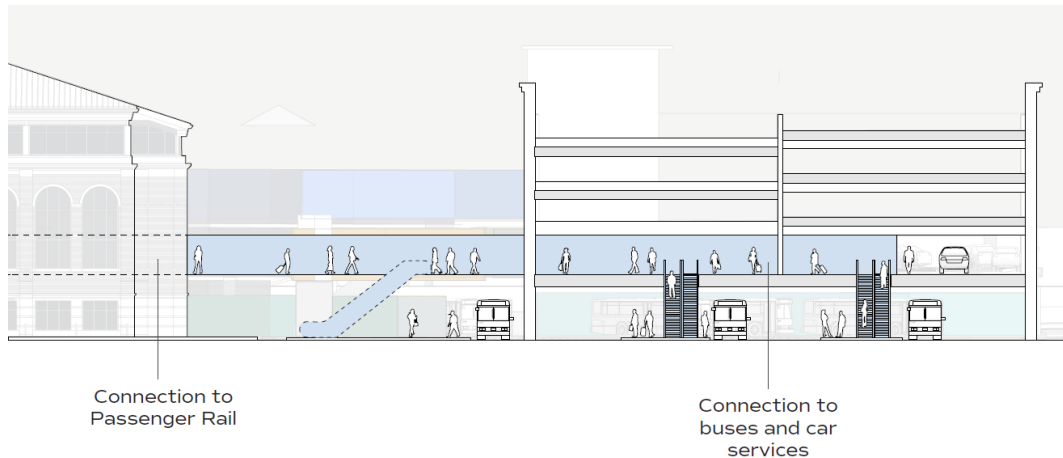 Connection to
Passenger Rail
Connection to
buses and car
services